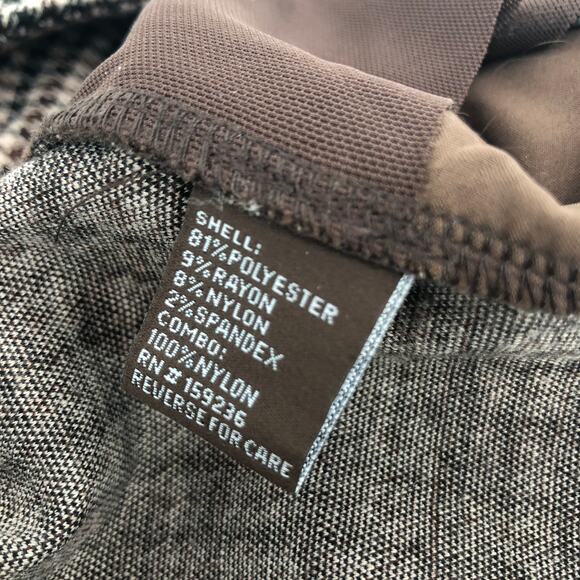 SHELL:
81%POLYESTER
9%RAYON
8%NYLON
2%SPANDEX
COMBO:
100%NYLON
RN # 159236
REVERSE FOR CARE